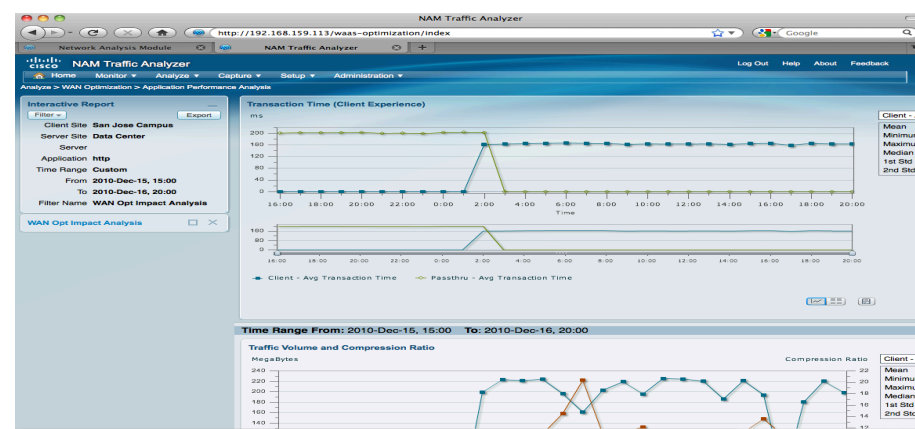 NAM Traffic Analyzer
http://192.168.159.113/waas-optimization/index
Google
Network Analysis Module
NAM Traffic Analyzer
CISCO NAM Traffic Analyzer
Log Out Help About Feedback
Home Monitor Analyze Capture Setup Administration
Analyze > WAN Optimization > Application Performance Analysis
Interactive Report
Filter Export
Client Site San Jose Campus
Server Site Data Center
Server
Application http
Time Range Custom
From 2010-Dec-15, 15:00
To 2010-Dec-16, 20:00
Filter Name WAN Opt Impact Analysis
WAN Opt Impact Analysis
Transaction Time (Client Experience)
ms
200
160
120
80
40
0
16:00 18:00 20:00 22:00 0:00 2:00 4:00 6:00 8:00 10:00 12:00 14:00 16:00 18:00 20:00
Time
160
80
0
16:00 18:00 20:00 22:00 0:00 2:00 4:00 6:00 8:00 10:00 12:00 14:00 16:00 18:00 20:00
Client - Avg Transaction Time Passthru - Avg Transaction Time
Client -
Mean
Minimu
Maximu
Median
1st Std
2nd Std
Time Range From: 2010-Dec-15, 15:00 To: 2010-Dec-16, 20:00
Traffic Volume and Compression Ratio
MegaBytes
Compression Ratio
240
220
200
180
160
140
22
20
18
16
14
12
Client -
Mean
Minimu
Maximu
Median
1st Std
2nd Std